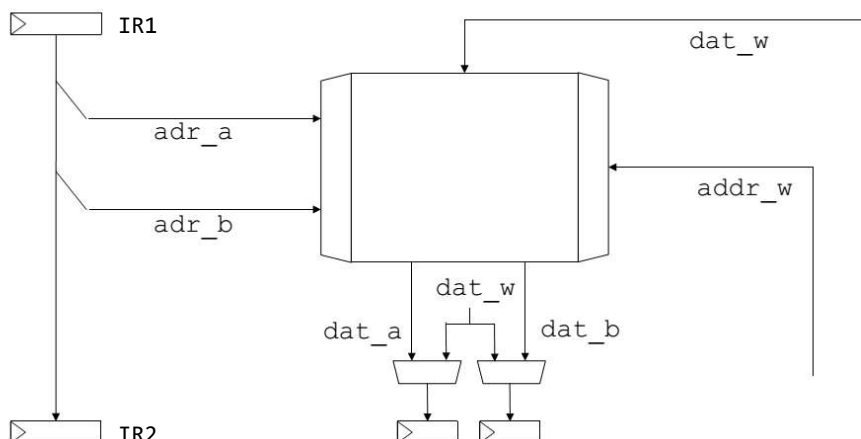 IR1
dat_w
adr_a
addr_w
adr_b
dat_w
dat_a
dat_b
IR2